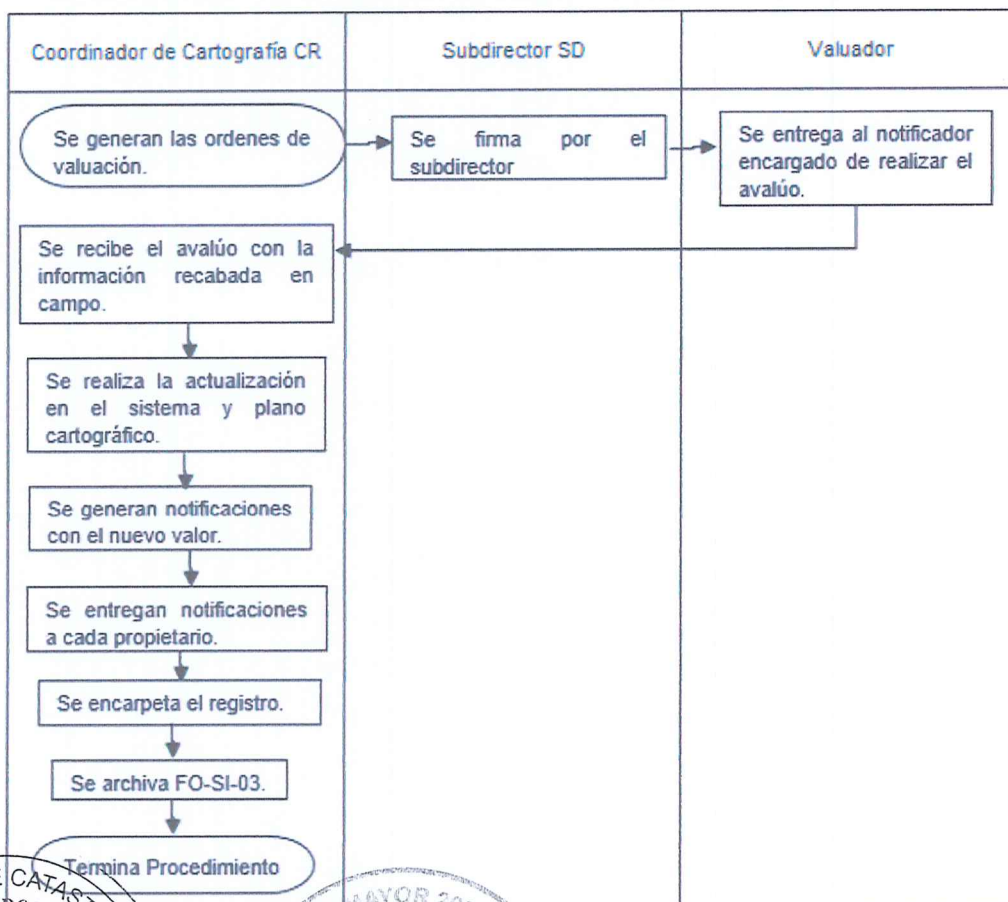 Coordinador de Cartografía CR
Subdirector SD
Valuador
Se generan las ordenes de
valuación.
Se firma por el
subdirector
Se entrega al notificador
encargado de realizar el
avalúo.
Se recibe el avalúo con la
información recabada en
campo.
Se realiza la actualización
en el sistema y plano
cartográfico.
Se generan notificaciones
con el nuevo valor.
Se entregan notificaciones
a cada propietario.
Se encarpeta el registro.
Se archiva FO-SI-03.
Termina Procedimiento